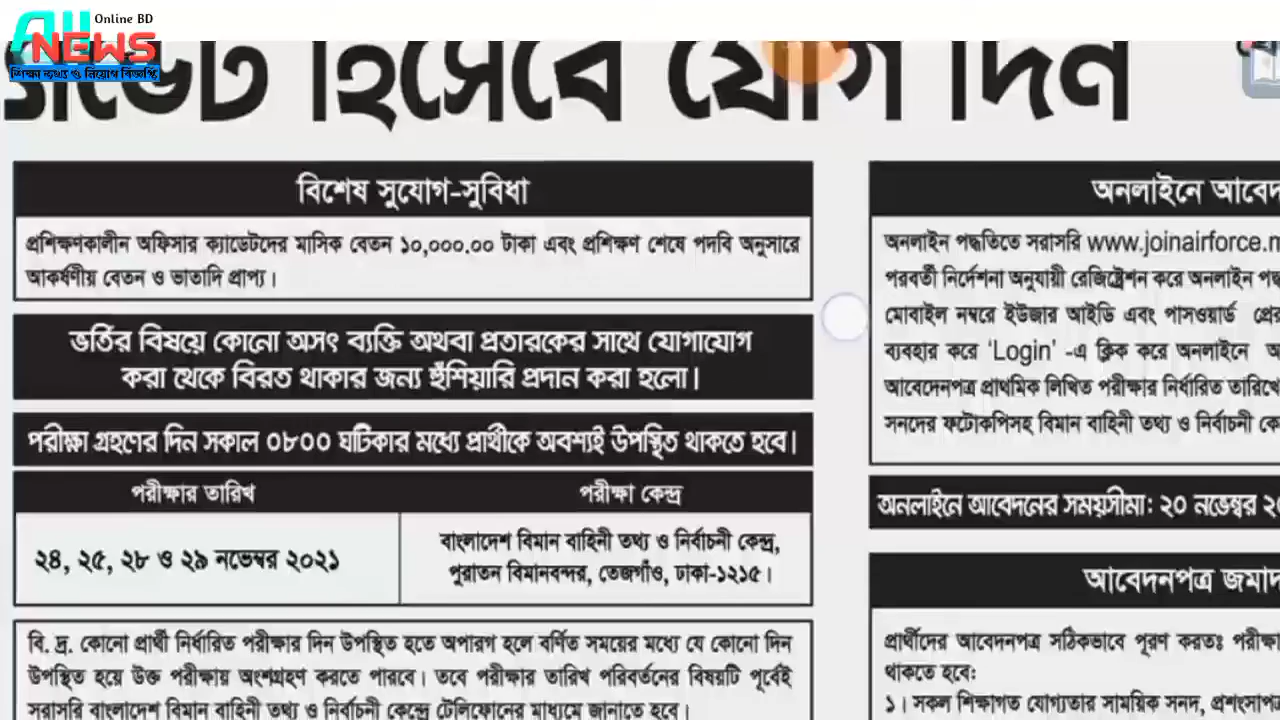 Online BD
NEWS
শিক্ষা তথ্য ও নিয়োগ বিজ্ঞপ্তি
হিসেবে যোগ দিন
বিশেষ সুযোগ-সুবিধা
প্রশিক্ষণকালীন অফিসার ক্যাডেটদের মাসিক বেতন ১০,০০০.০০ টাকা এবং প্রশিক্ষণ শেষে পদবি অনুসারে
আকর্ষণীয় বেতন ও ভাতাদি প্রাপ্য।
ভর্তির বিষয়ে কোনো অসৎ ব্যক্তি অথবা প্রতারকের সাথে যোগাযোগ
করা থেকে বিরত থাকার জন্য হুঁশিয়ারি প্রদান করা হলো।
পরীক্ষা গ্রহণের দিন সকাল ০৮০০ ঘটিকার মধ্যে প্রার্থীকে অবশ্যই উপস্থিত থাকতে হবে।
পরীক্ষার তারিখ
পরীক্ষা কেন্দ্র
২৪, ২৫, ২৮ ও ২৯ নভেম্বর ২০২১
বাংলাদেশ বিমান বাহিনী তথ্য ও নির্বাচনী কেন্দ্র,
পুরাতন বিমানবন্দর, তেজগাঁও, ঢাকা-১২১৫।
বি. দ্র. কোনো প্রার্থী নির্ধারিত পরীক্ষার দিন উপস্থিত হতে অপারগ হলে বর্ণিত সময়ের মধ্যে যে কোনো দিন
উপস্থিত হয়ে উক্ত পরীক্ষায় অংশগ্রহণ করতে পারবে। তবে পরীক্ষার তারিখ পরিবর্তনের বিষয়টি পূর্বেই
সরাসরি বাংলাদেশ বিমান বাহিনী তথ্য ও নির্বাচনী কেন্দ্রে টেলিফোনের মাধ্যমে জানাতে হবে।
অনলাইনে
অনলাইন পদ্ধতিতে সরাসরি www.joinairforce.m
পরবর্তী নির্দেশনা অনুযায়ী রেজিষ্ট্রেশন করে অনলাইন
মোবাইল নম্বরে ইউজার আইডি এবং পাসওয়ার্ড
ব্যবহার করে ‘Login’ -এ ক্লিক করে অনলাইনে
আবেদেনপত্র প্রাথমিক লিখিত পরীক্ষার নির্ধারিত তারিখে
সনদের ফটোকপিসহ বিমান বাহিনী তথ্য ও নির্বাচনী
অনলাইনে আবেদনের সময়সীমা: ২০ নভেম্বর
আবেদনপত্র
প্রার্থীদের আবেদনপত্র সঠিকভাবে পূরণ করতঃ
থাকতে হবে:
১। সকল শিক্ষাগত যোগ্যতার সাময়িক সনদ,